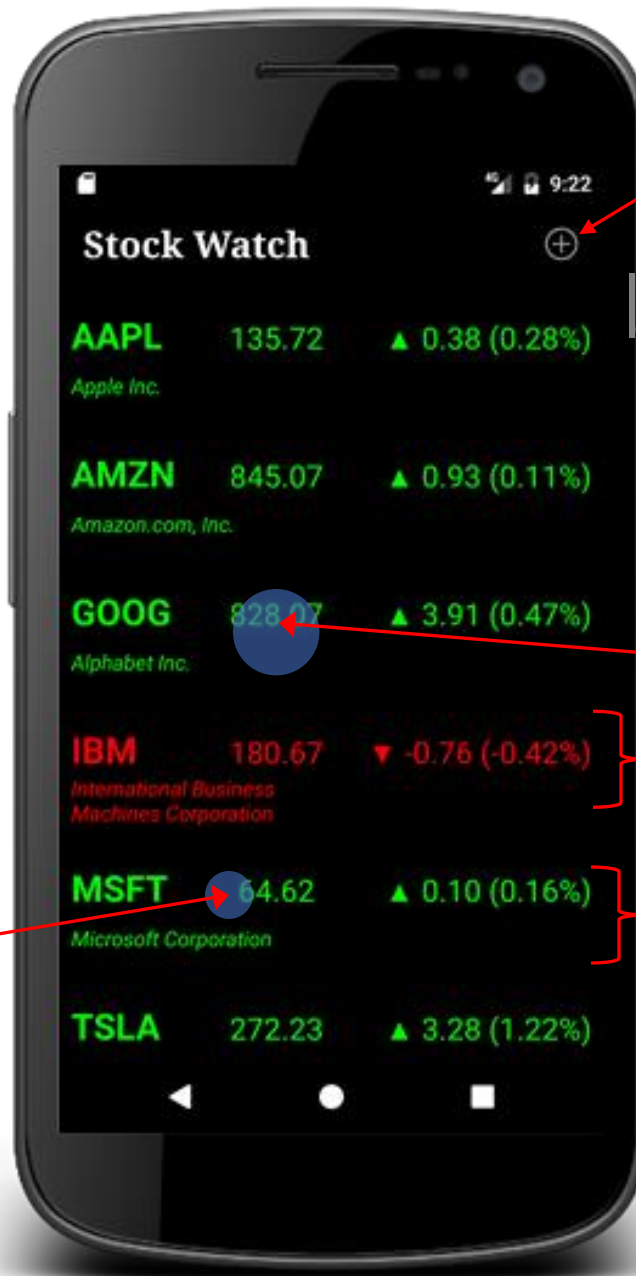 4G 9:22
Stock Watch
AAPL 135.72 ▲ 0.38 (0.28%)
Apple Inc.
AMZN 845.07 ▲ 0.93 (0.11%)
Amazon.com, Inc.
GOOG 828.07 ▲ 3.91 (0.47%)
Alphabet Inc.
IBM 180.67 ▼ -0.76 (-0.42%)
International Business
Machines Corporation
MSFT 64.62 ▲ 0.10 (0.16%)
Microsoft Corporation
TSLA 272.23 ▲ 3.28 (1.22%)